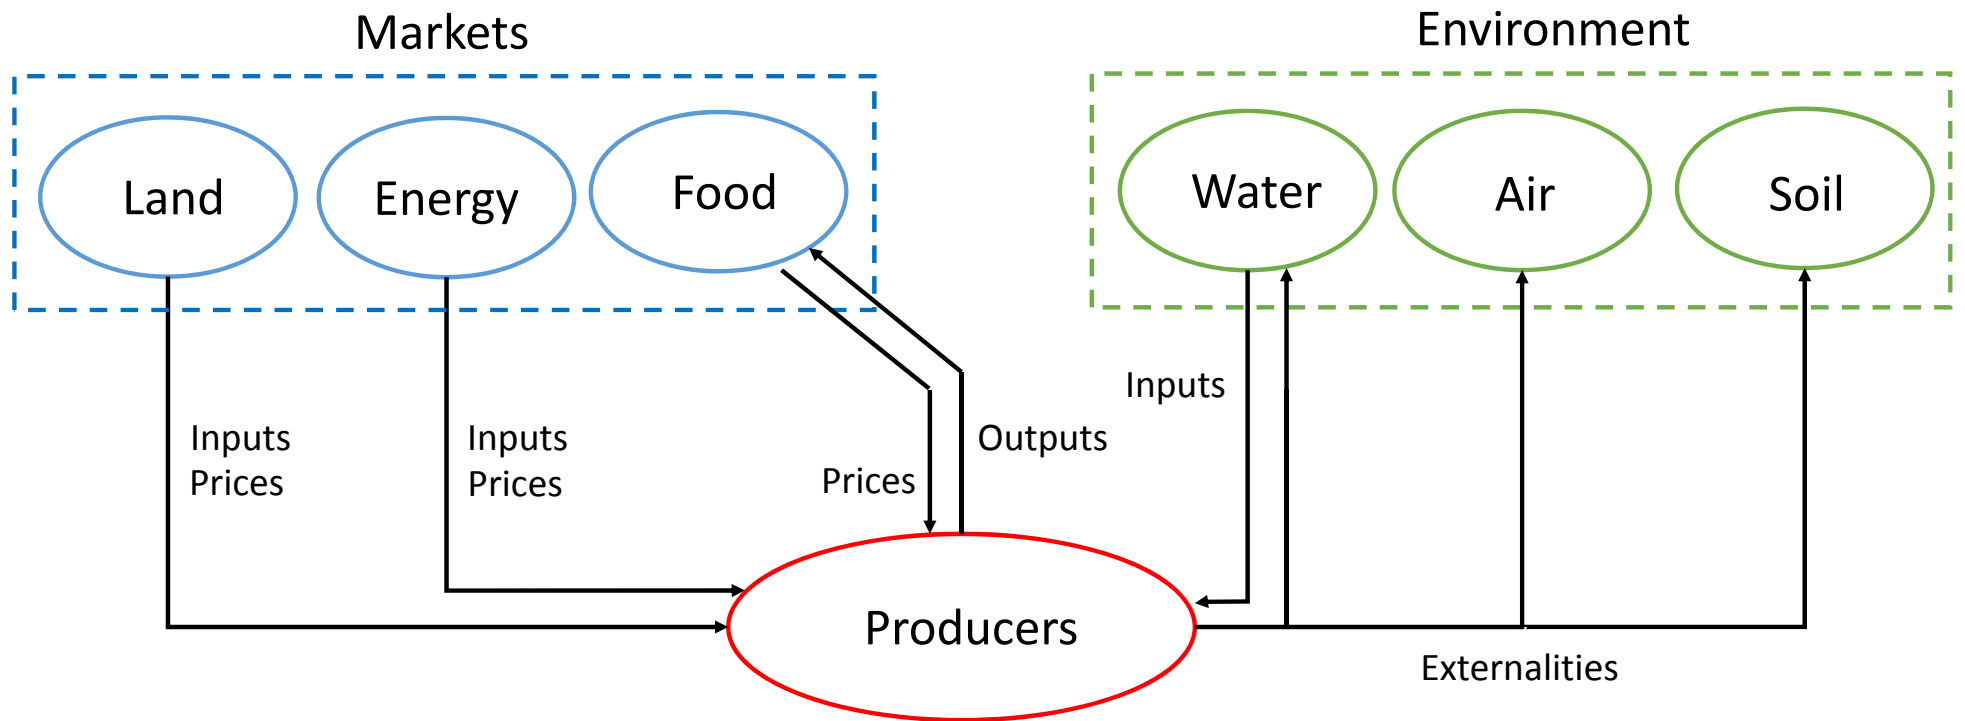 Markets
Environment
Land
Energy
Food
Water
Air
Soil
Inputs
Inputs
Prices
Inputs
Prices
Prices
Outputs
Producers
Externalities